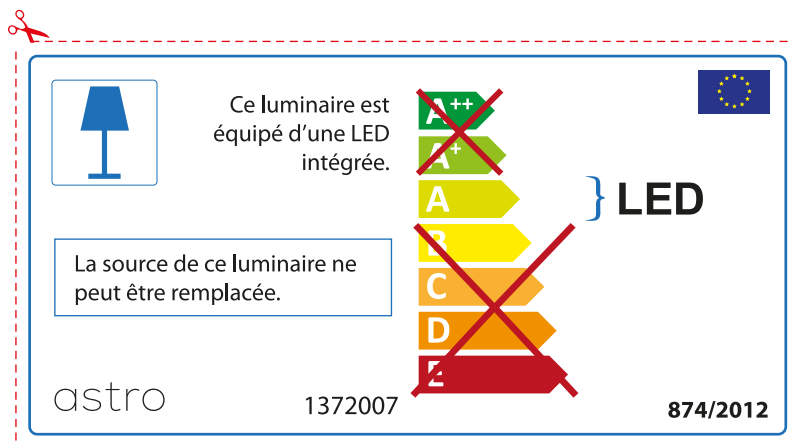 Ce luminaire est
équipé d’une LED
intégrée.
A++
A+
A
B
C
D
E
LED
La source de ce luminaire ne
peut être remplacée.
astro
1372007
874/2012